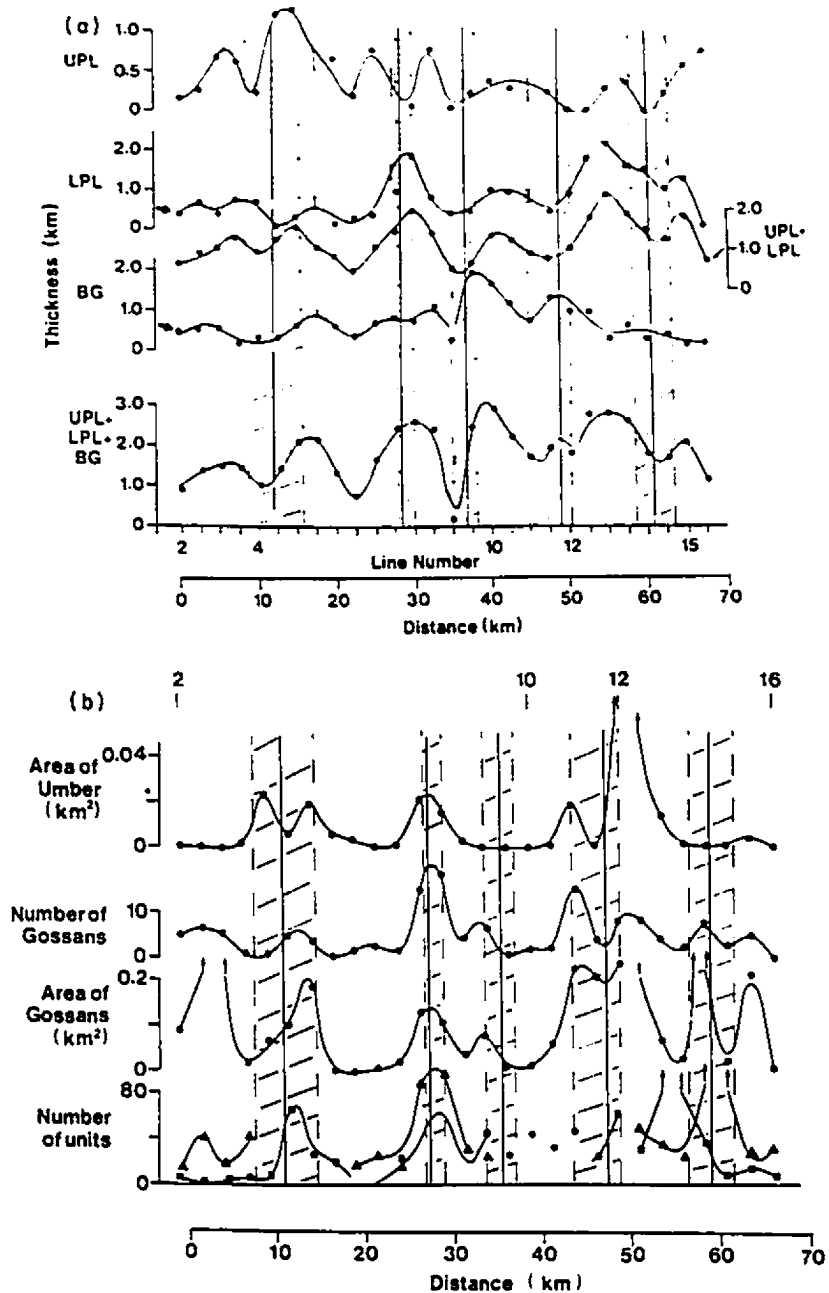 (a)
UPL
1.0
0.5
0
LPL
2.0
1.0
0
2.0
1.0
0
UPL+
LPL
Thickness (km)
BG
2.0
1.0
0
UPL+
LPL+
BG
3.0
2.0
1.0
0
2 4 10 12 15
Line Number
0 10 20 30 40 50 60 70
Distance (km)
(b)
2 10 12 16
Area of
Umber
(km²)
0.04
0
Number of
Gossans
10
0
Area of
Gossans
(km²)
0.2
0
Number
of units
80
0
0 10 20 30 40 50 60 70
Distance (km)